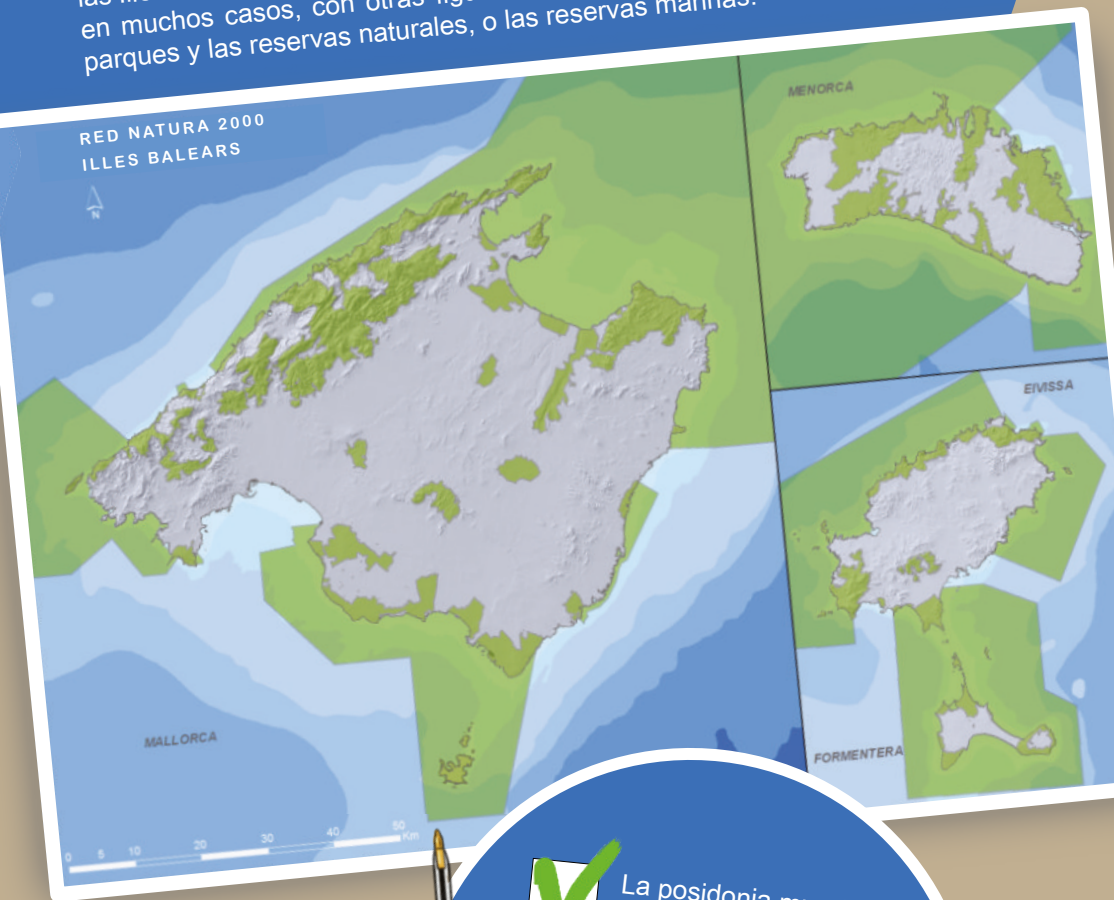 en muchos casos, con otras
parques y las reservas naturales, o las reservas marinas.
RED NATURA 2000
ILLES BALEARS
N
MENORCA
EIVISSA
MALLORCA
FORMENTERA
0 5 10 20 30 40 50 Km
La posidonia